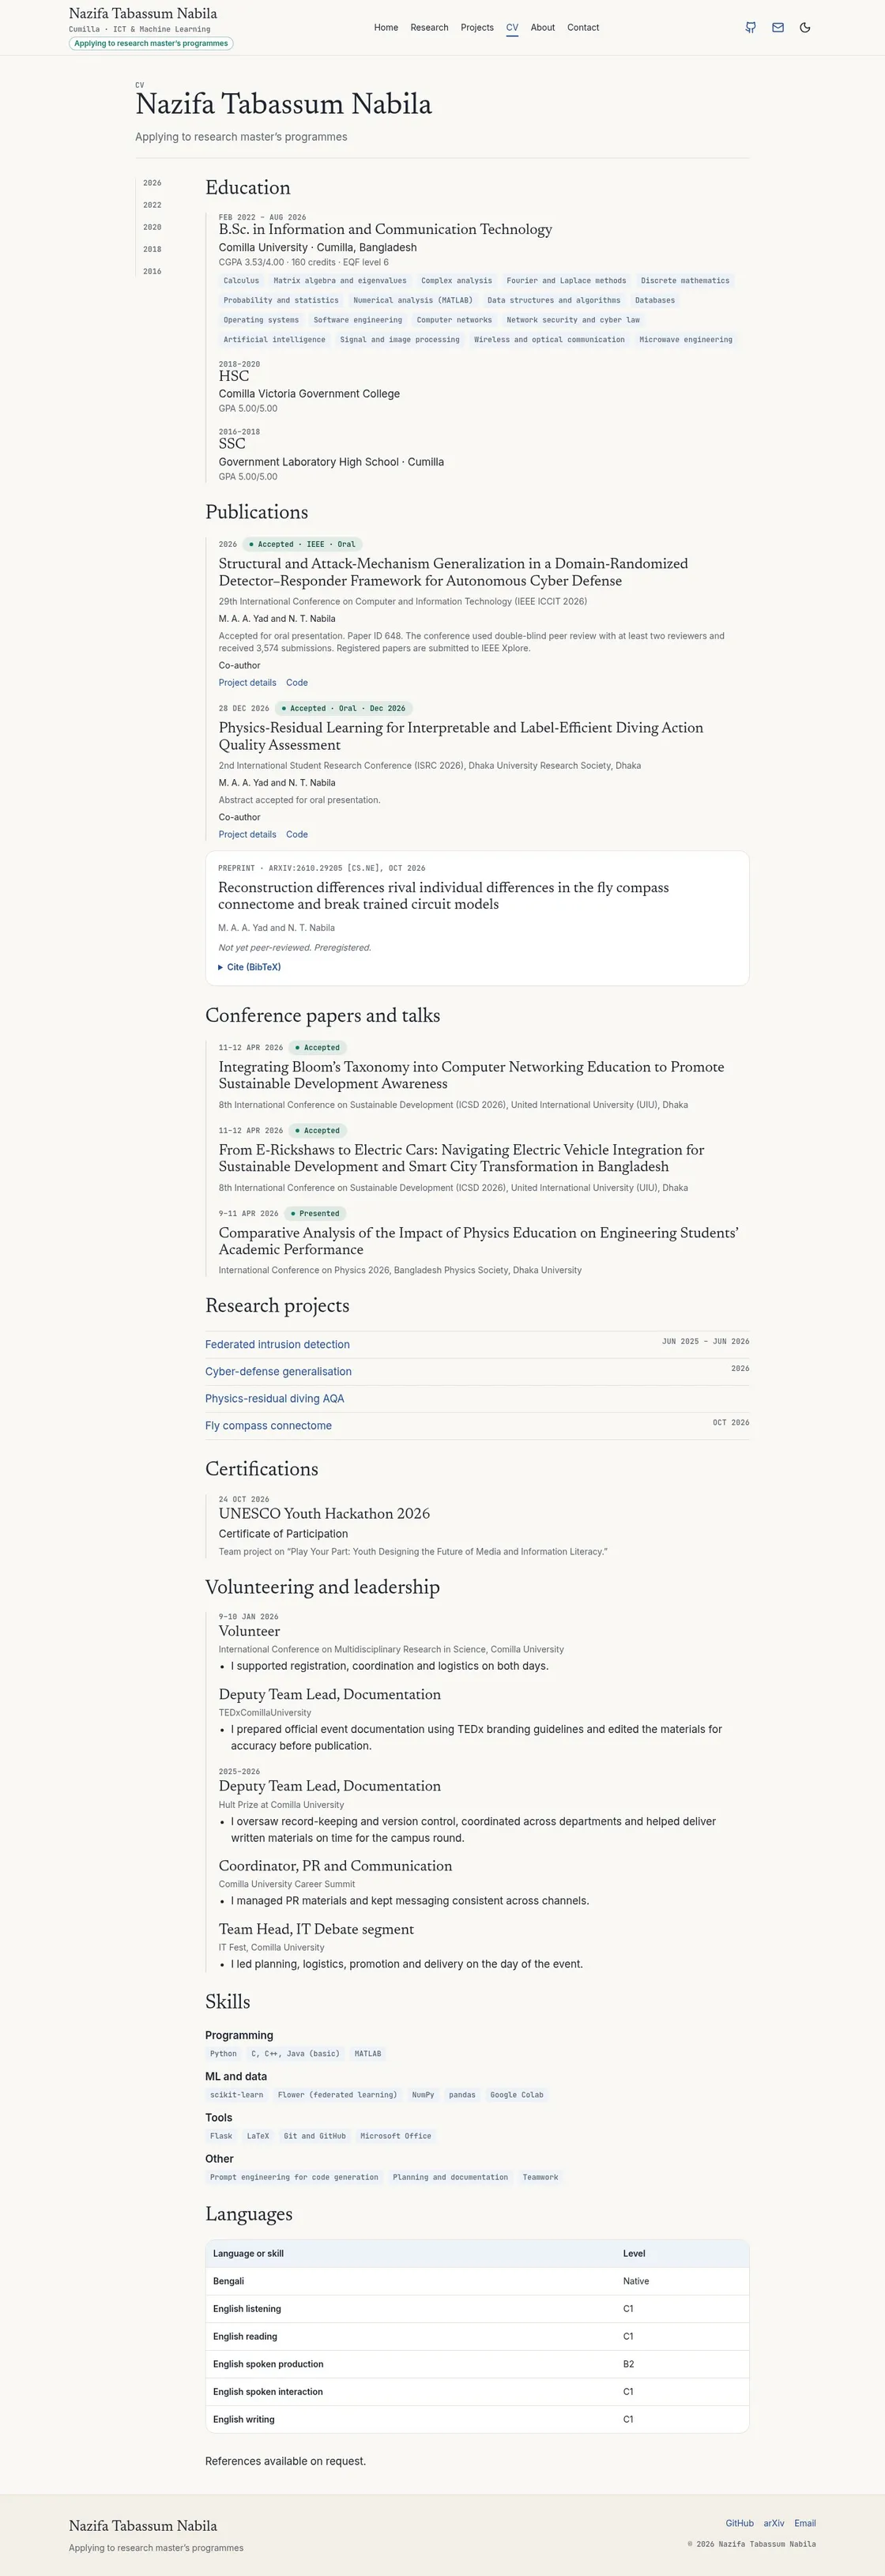 Nazifa Tabassum Nabila
Cumilla · ICT & Machine Learning
Applying to research master's programmes
Home Research Projects CV About Contact
CV
Nazifa Tabassum Nabila
Applying to research master's programmes
2026
2022
2020
2018
2016
Education
FEB 2022 – AUG 2026
B.Sc. in Information and Communication Technology
Comilla University · Cumilla, Bangladesh
CGPA 3.53/4.00 · 160 credits · EQF level 6
Calculus Matrix algebra and eigenvalues Complex analysis Fourier and Laplace methods Discrete mathematics
Probability and statistics Numerical analysis (MATLAB) Data structures and algorithms Databases
Operating systems Software engineering Computer networks Network security and cyber law
Artificial intelligence Signal and image processing Wireless and optical communication Microwave engineering
2018–2020
HSC
Comilla Victoria Government College
GPA 5.00/5.00
2016–2018
SSC
Government Laboratory High School · Cumilla
GPA 5.00/5.00
Publications
2026 Accepted · IEEE · Oral
Structural and Attack-Mechanism Generalization in a Domain-Randomized
Detector–Responder Framework for Autonomous Cyber Defense
29th International Conference on Computer and Information Technology (IEEE ICCIT 2026)
M. A. A. Yad and N. T. Nabila
Accepted for oral presentation. Paper ID 648. The conference used double-blind peer review with at least two reviewers and
received 3,574 submissions. Registered papers are submitted to IEEE Xplore.
Co-author
Project details Code
28 DEC 2026 Accepted · Oral · Dec 2026
Physics-Residual Learning for Interpretable and Label-Efficient Diving Action
Quality Assessment
2nd International Student Research Conference (ISRC 2026), Dhaka University Research Society, Dhaka
M. A. A. Yad and N. T. Nabila
Abstract accepted for oral presentation.
Co-author
Project details Code
PREPRINT · ARXIV:2610.29205 [CS.NE], OCT 2026
Reconstruction differences rival individual differences in the fly compass
connectome and break trained circuit models
M. A. A. Yad and N. T. Nabila
Not yet peer-reviewed. Preregistered.
Cite (BibTeX)
Conference papers and talks
11–12 APR 2026 Accepted
Integrating Bloom's Taxonomy into Computer Networking Education to Promote
Sustainable Development Awareness
8th International Conference on Sustainable Development (ICSD 2026), United International University (UIU), Dhaka
11–12 APR 2026 Accepted
From E-Rickshaws to Electric Cars: Navigating Electric Vehicle Integration for
Sustainable Development and Smart City Transformation in Bangladesh
8th International Conference on Sustainable Development (ICSD 2026), United International University (UIU), Dhaka
9–11 APR 2026 Presented
Comparative Analysis of the Impact of Physics Education on Engineering Students'
Academic Performance
International Conference on Physics 2026, Bangladesh Physics Society, Dhaka University
Research projects
Federated intrusion detection JUN 2025 – JUN 2026
Cyber-defense generalisation 2026
Physics-residual diving AQA
Fly compass connectome OCT 2026
Certifications
24 OCT 2026
UNESCO Youth Hackathon 2026
Certificate of Participation
Team project on "Play Your Part: Youth Designing the Future of Media and Information Literacy."
Volunteering and leadership
9–10 JAN 2026
Volunteer
International Conference on Multidisciplinary Research in Science, Comilla University
• I supported registration, coordination and logistics on both days.
Deputy Team Lead, Documentation
TEDxComillaUniversity
• I prepared official event documentation using TEDx branding guidelines and edited the materials for
accuracy before publication.
2025–2026
Deputy Team Lead, Documentation
Hult Prize at Comilla University
• I oversaw record-keeping and version control, coordinated across departments and helped deliver
written materials on time for the campus round.
Coordinator, PR and Communication
Comilla University Career Summit
• I managed PR materials and kept messaging consistent across channels.
Team Head, IT Debate segment
IT Fest, Comilla University
• I led planning, logistics, promotion and delivery on the day of the event.
Skills
Programming
Python C, C++, Java (basic) MATLAB
ML and data
scikit-learn Flower (federated learning) NumPy pandas Google Colab
Tools
Flask LaTeX Git and GitHub Microsoft Office
Other
Prompt engineering for code generation Planning and documentation Teamwork
Languages
Language or skill Level
Bengali Native
English listening C1
English reading C1
English spoken production B2
English spoken interaction C1
English writing C1
References available on request.
Nazifa Tabassum Nabila
Applying to research master's programmes
GitHub arXiv Email
© 2026 Nazifa Tabassum Nabila